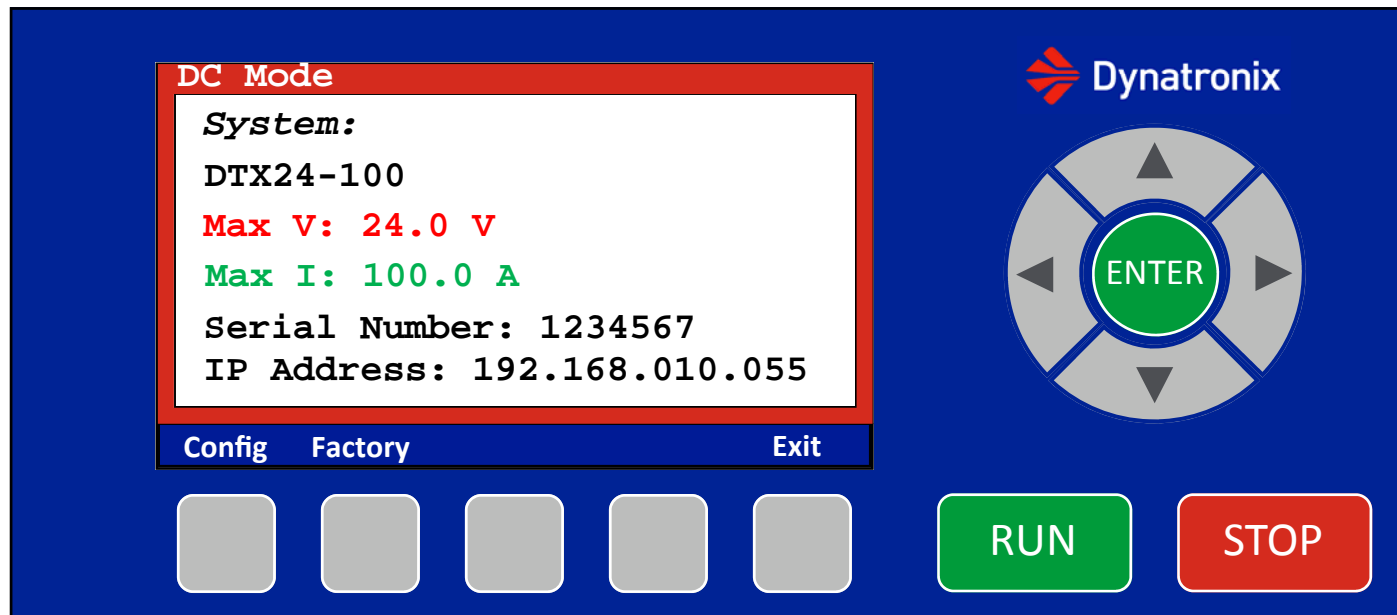 DC Mode
System:
DTX24-100
Max V: 24.0 V
Max I: 100.0 A
Serial Number: 1234567
IP Address: 192.168.010.055
Config Factory Exit
Dynatronix
ENTER
RUN STOP